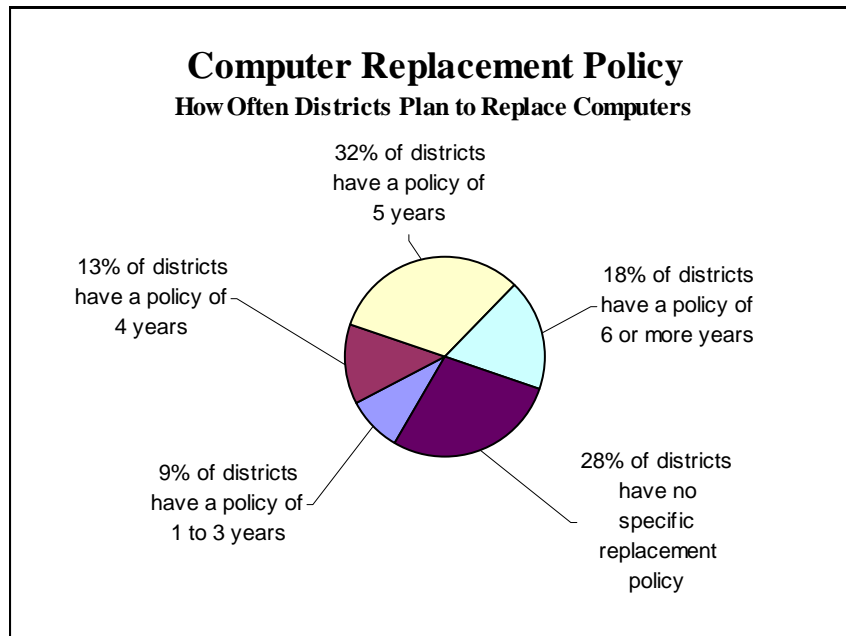 Computer Replacement Policy
How Often Districts Plan to Replace Computers
32% of districts
have a policy of
5 years
13% of districts
have a policy of
4 years
18% of districts
have a policy of
6 or more years
9% of districts
have a policy of
1 to 3 years
28% of districts
have no
specific
replacement
policy